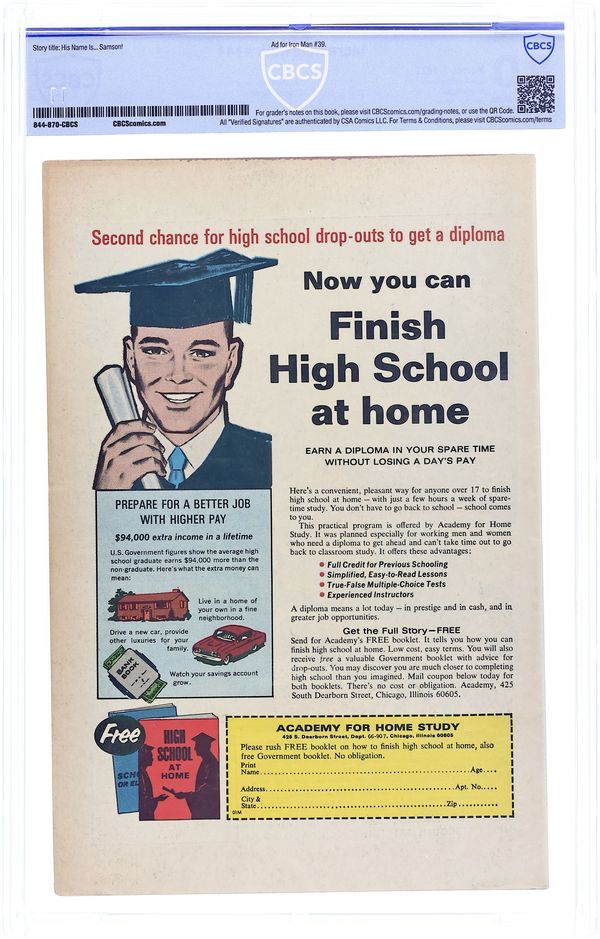 Story title: His Name Is... Samson!
Ad for Iron Man #39.
CBCS
CBCS
844-870-CBCS
CBCScomics.com
For grader's notes on this book, please visit CBCScomics.com/grading-notes, or use the QR Code.
All "Verified Signatures" are authenticated by CSA Comics LLC. For Terms & Conditions, please visit CBCScomics.com/terms
Second chance for high school drop-outs to get a diploma
Now you can
Finish
High School
at home
EARN A DIPLOMA IN YOUR SPARE TIME
WITHOUT LOSING A DAY'S PAY
PREPARE FOR A BETTER JOB
WITH HIGHER PAY
$94,000 extra income in a lifetime
U.S. Government figures show the average high
school graduate earns $94,000 more than the
non-graduate. Here's what the extra money can
mean:
Live in a home of
your own in a fine
neighborhood.
Drive a new car, provide
other luxuries for your
family.
BANK
BOOK
Watch your savings account
grow.
Here's a convenient, pleasant way for anyone over 17 to finish
high school at home — with just a few hours a week of spare-
time study. You don't have to go back to school — school comes
to you.
This practical program is offered by Academy for Home
Study. It was planned especially for working men and women
who need a diploma to get ahead and can't take time out to go
back to classroom study. It offers these advantages:
• Full Credit for Previous Schooling
• Simplified, Easy-to-Read Lessons
• True-False Multiple-Choice Tests
• Experienced Instructors
A diploma means a lot today — in prestige and in cash, and in
greater job opportunities.
Get the Full Story—FREE
Send for Academy's FREE booklet. It tells you how you can
finish high school at home. Low cost, easy terms. You will also
receive free a valuable Government booklet with advice for
drop-outs. You may discover you are much closer to completing
high school than you imagined. Mail coupon below today for
both booklets. There's no cost or obligation. Academy, 425
South Dearborn Street, Chicago, Illinois 60605.
Free
HIGH
SCHOOL
AT
HOME
SCHO
OR EL
ACADEMY FOR HOME STUDY
425 S. Dearborn Street, Dept. 66-907, Chicago, Illinois 60605
Please rush FREE booklet on how to finish high school at home, also
free Government booklet. No obligation.
Print
Name Age
Address Apt. No.
City &
State Zip
01M